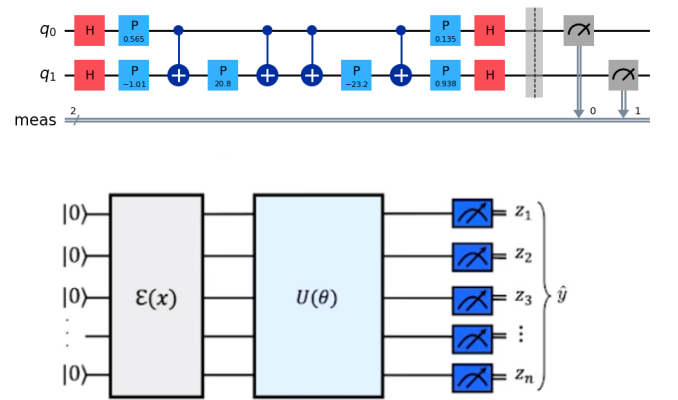 q₀ H P 0.565 P 0.135 H
q₁ H P −1.01 P 20.8 P −23.2 P 0.938 H
meas 2 0 1
|0⟩ z₁
|0⟩ z₂
|0⟩ ℇ(x) U(θ) z₃ ŷ
⋮ ⋮
|0⟩ zₙ